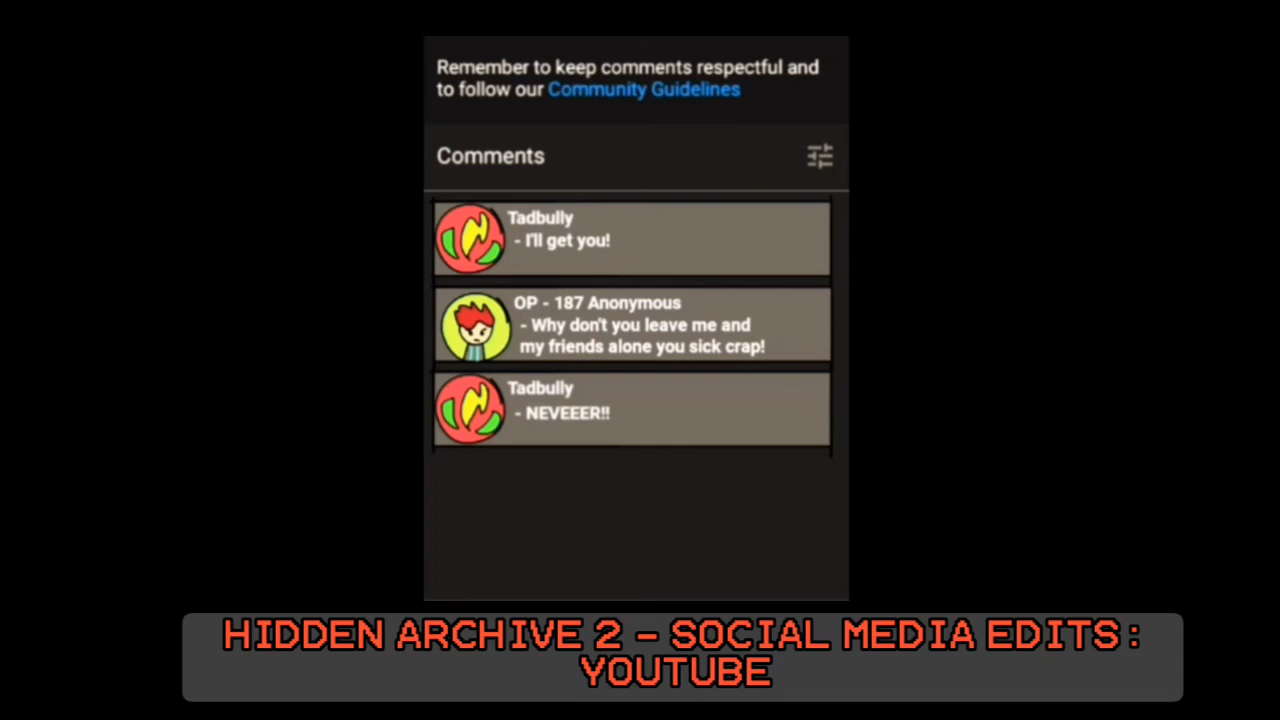 Remember to keep comments respectful and
to follow our Community Guidelines
Comments
Tadbully
- I'll get you!
OP - 187 Anonymous
- Why don't you leave me and
my friends alone you sick crap!
Tadbully
- NEVEEER!!
HIDDEN ARCHIVE 2 - SOCIAL MEDIA EDITS:
YOUTUBE